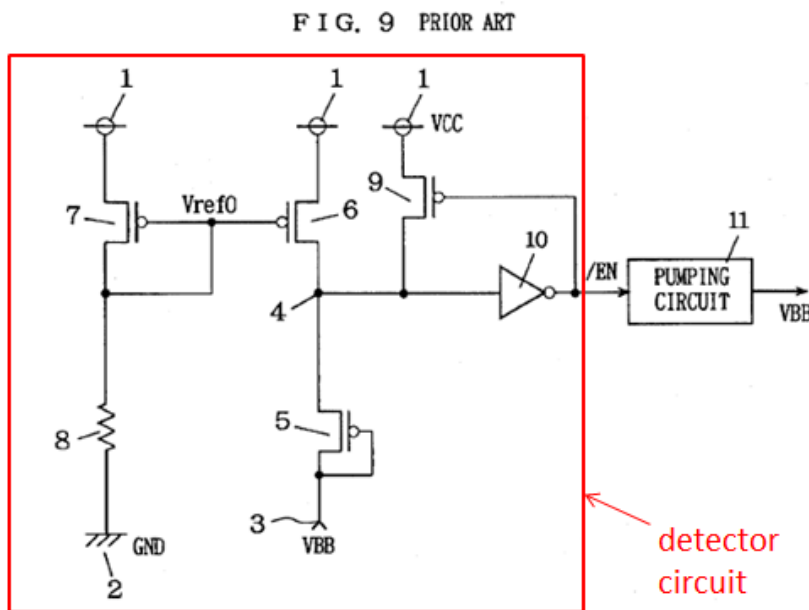 FIG. 9 PRIOR ART
1 1 1
VCC
7 Vref0 6 9
10 11
/EN PUMPING CIRCUIT
4 VBB
8 5
3
VBB
GND
2
detector
circuit